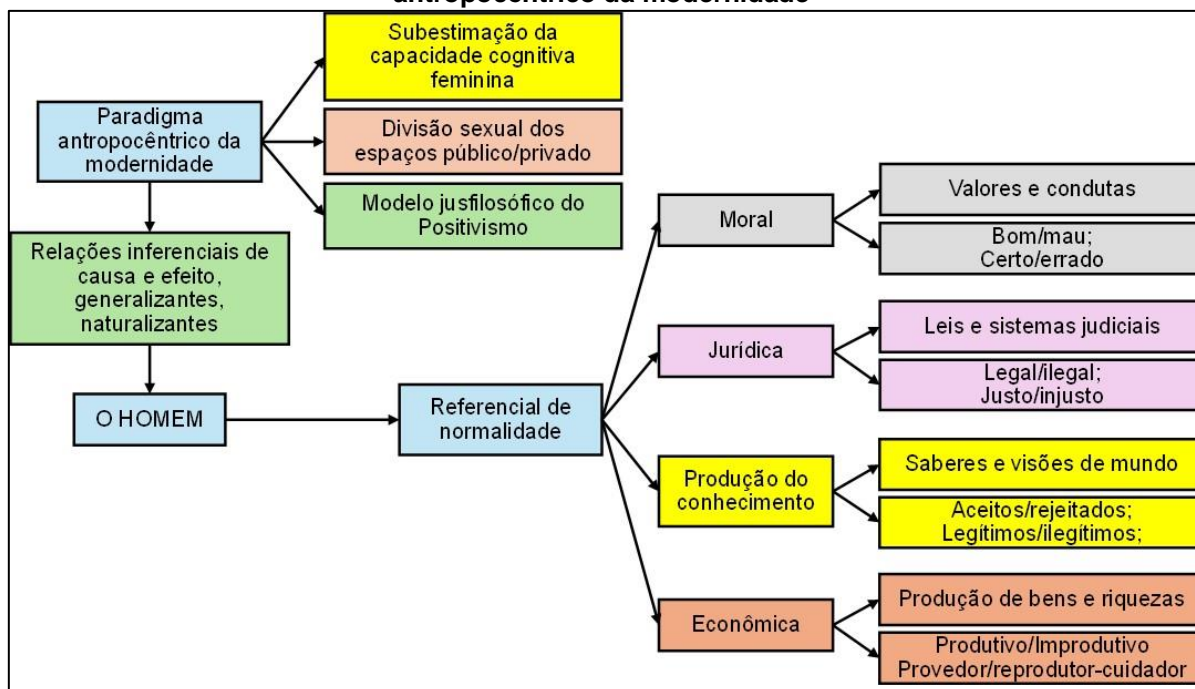 antropocêntrico da modernidade
Subestimação da
capacidade cognitiva
feminina
Paradigma
antropocêntrico da
modernidade
Divisão sexual dos
espaços público/privado
Modelo jusfilosófico do
Positivismo
Relações inferenciais de
causa e efeito,
generalizantes,
naturalizantes
O HOMEM
Referencial de
normalidade
Moral
Valores e condutas
Bom/mau;
Certo/errado
Jurídica
Leis e sistemas judiciais
Legal/ilegal;
Justo/injusto
Produção do
conhecimento
Saberes e visões de mundo
Aceitos/rejeitados;
Legítimos/ilegítimos;
Econômica
Produção de bens e riquezas
Produtivo/Improdutivo
Provedor/reprodutor-cuidador